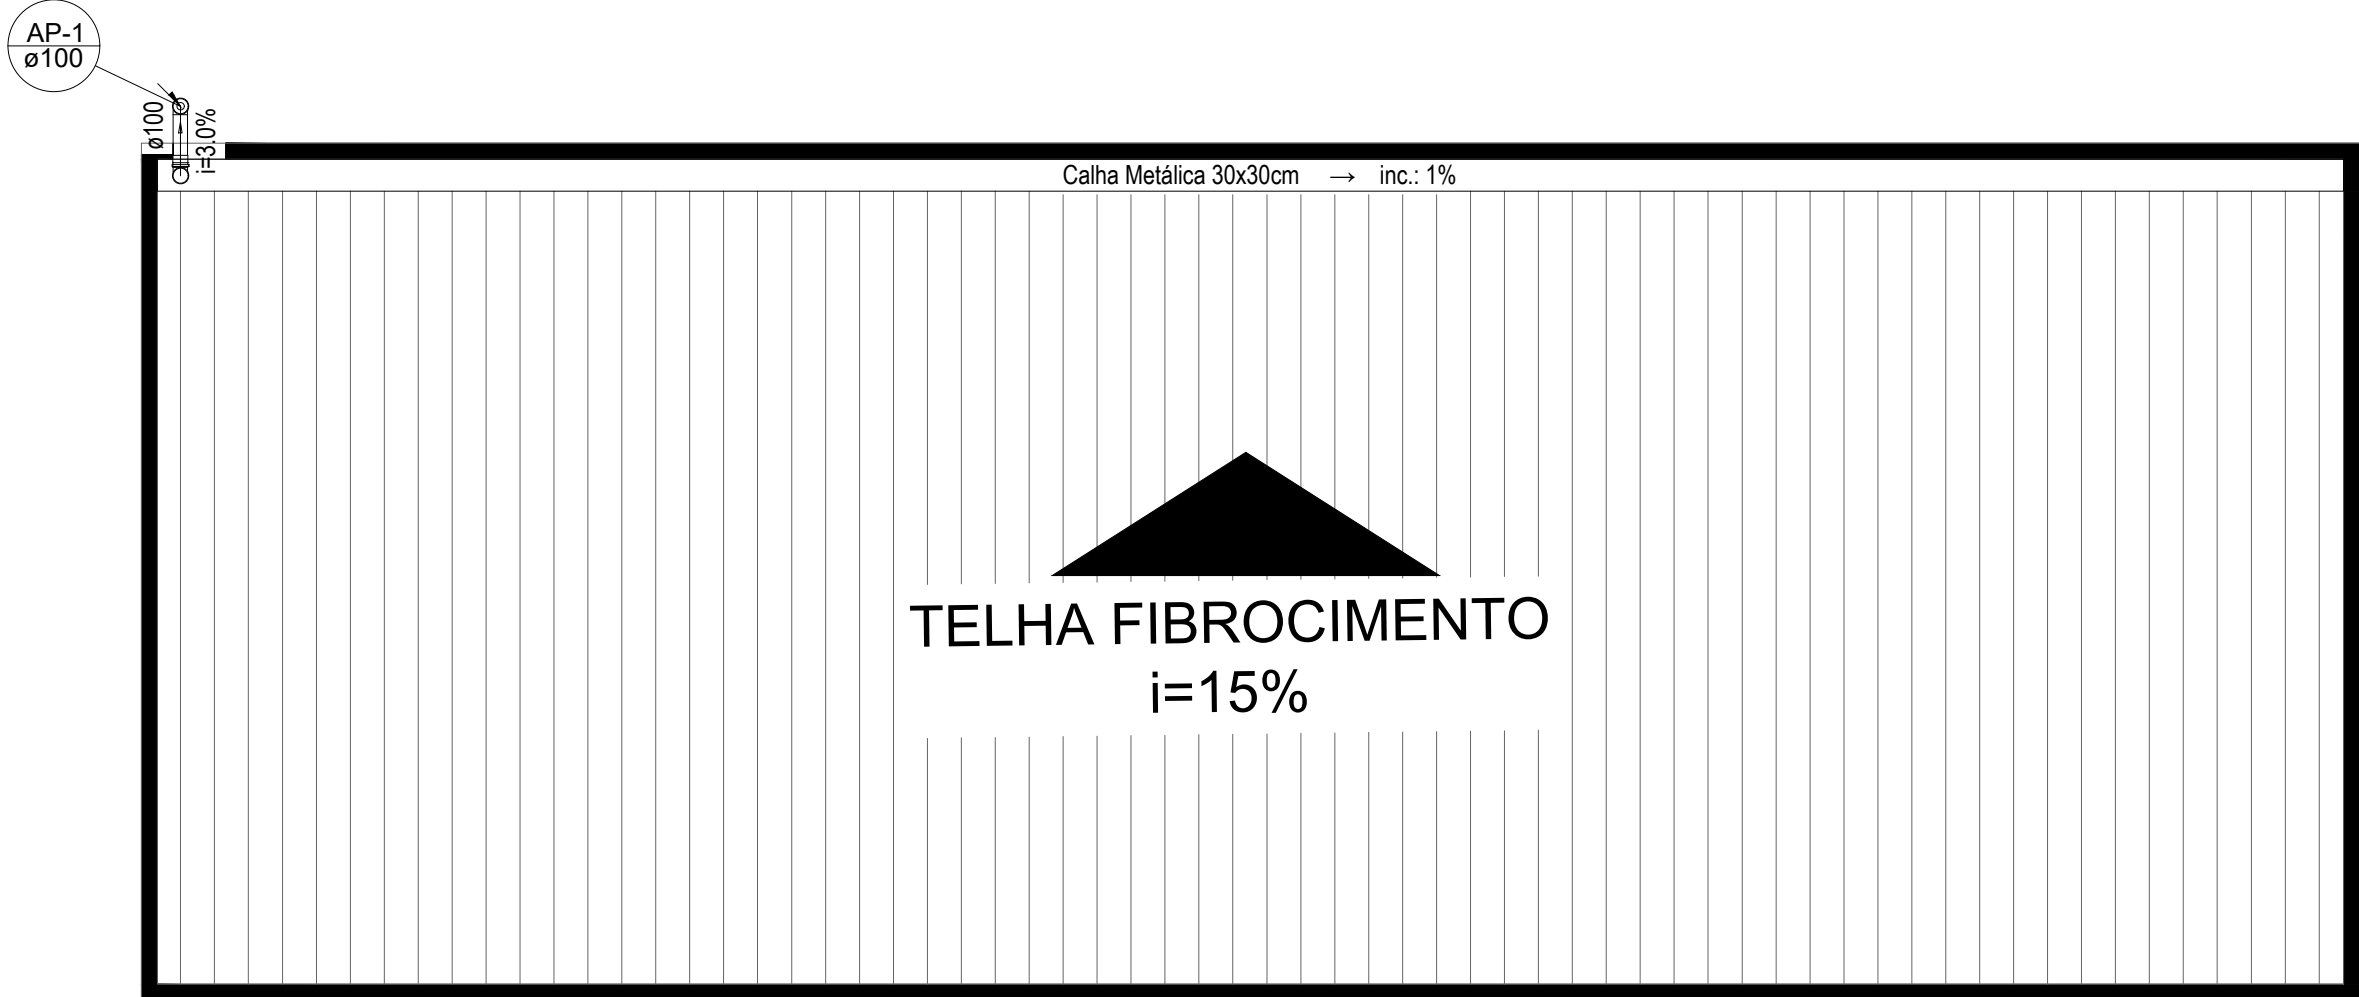 AP-1
ø100
ø100
i=3.0%
Calha Metálica 30x30cm → inc.: 1%
TELHA FIBROCIMENTO
i=15%